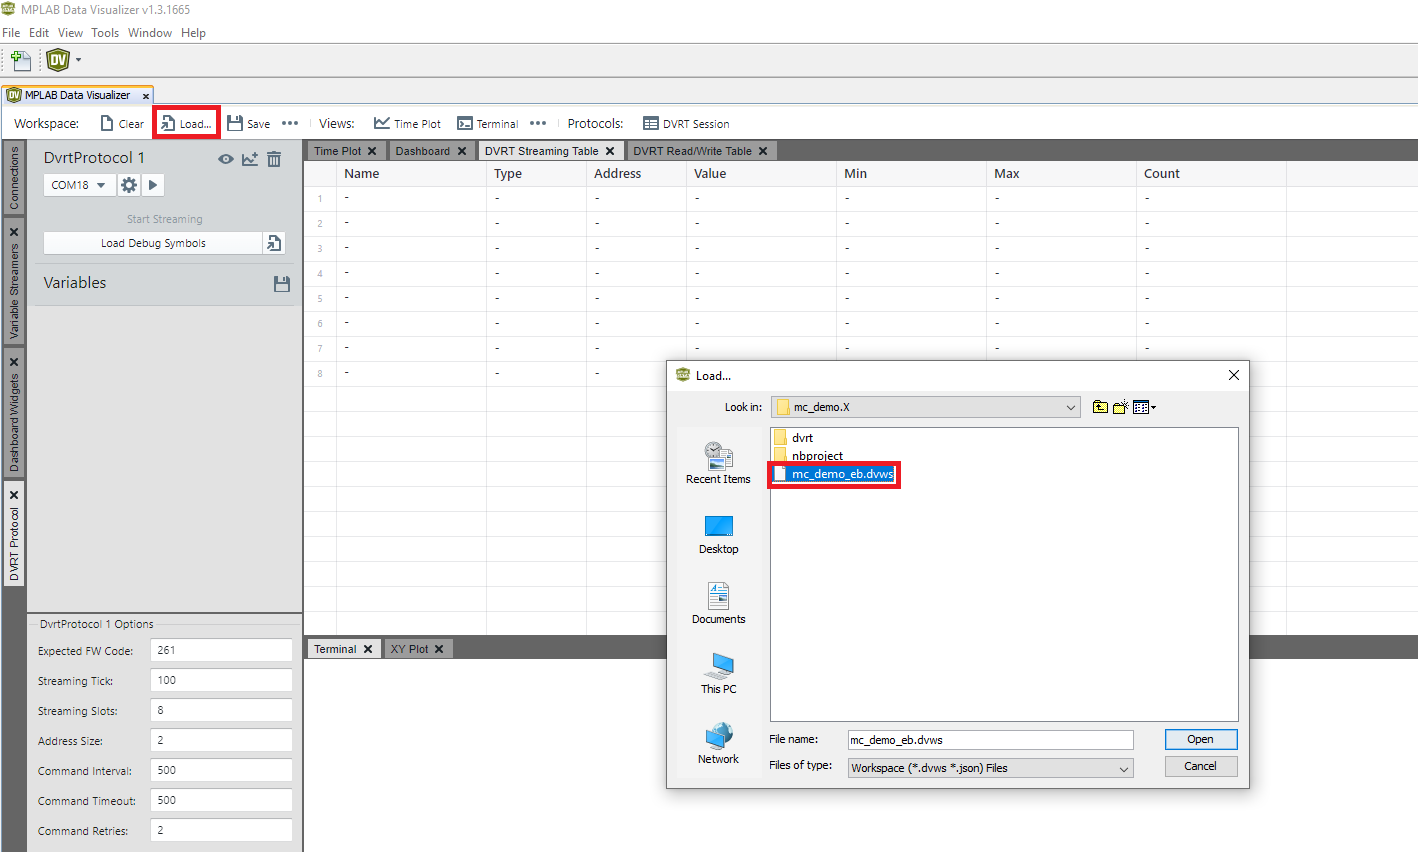 MPLAB Data Visualizer v1.3.1665
File Edit View Tools Window Help
DV
MPLAB Data Visualizer x
Workspace: Clear Load... Save ••• Views: Time Plot Terminal ••• Protocols: DVRT Session
Connections
Variable Streamers
Dashboard Widgets
DVRT Protocol
DvrtProtocol 1
COM18
Start Streaming
Load Debug Symbols
Variables
DvrtProtocol 1 Options
Expected FW Code: 261
Streaming Tick: 100
Streaming Slots: 8
Address Size: 2
Command Interval: 500
Command Timeout: 500
Command Retries: 2
Time Plot Dashboard DVRT Streaming Table DVRT Read/Write Table
Name Type Address Value Min Max Count
1 - - - - - - -
2 - - - - - - -
3 - - - - - - -
4 - - - - - - -
5 - - - - - - -
6 - - - - - - -
7 - - - - - - -
8 - - -
Terminal XY Plot
Load...
Look in: mc_demo.X
Recent Items
Desktop
Documents
This PC
Network
dvrt
nbproject
mc_demo_eb.dvws
File name: mc_demo_eb.dvws Open
Files of type: Workspace (*.dvws *.json) Files Cancel